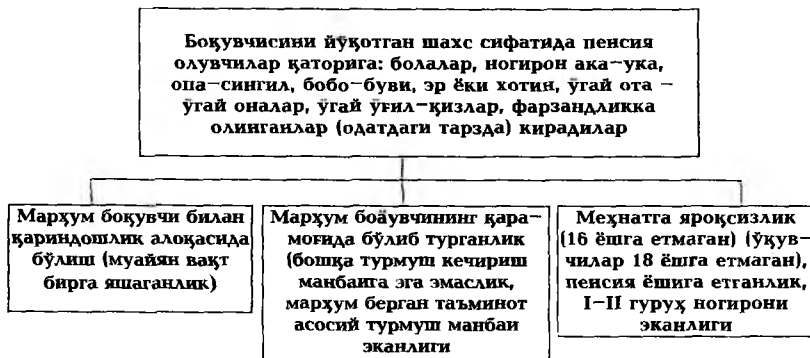 Боқувчисини йўқотган шахс сифатида пенсия
олувчилар қаторига: болалар, ногирон ака-ука,
опа-сингил, бобо-буви, эр ёки хотин, ўгай ота –
ўгай оналар, ўгай ўғил-қизлар, фарзандликка
олинганлар (одатдаги тарзда) кирадилар
Марҳум боқувчи билан
қариндошлик алоқасида
бўлиш (муайян вақт
бирга яшаганлик)
Марҳум боаувчининг қара-
моғида бўлиб турганлик
(бошқа турмуш кечириш
манбаига эга эмаслик,
марҳум берган таъминот
асосий турмуш манбаи
эканлиги
Меҳнатга яроқсизлик
(16 ёшга етмаган) (ўқув-
чилар 18 ёшга етмаган),
пенсия ёшига етганлик,
I-II гуруҳ ногирони
эканлиги